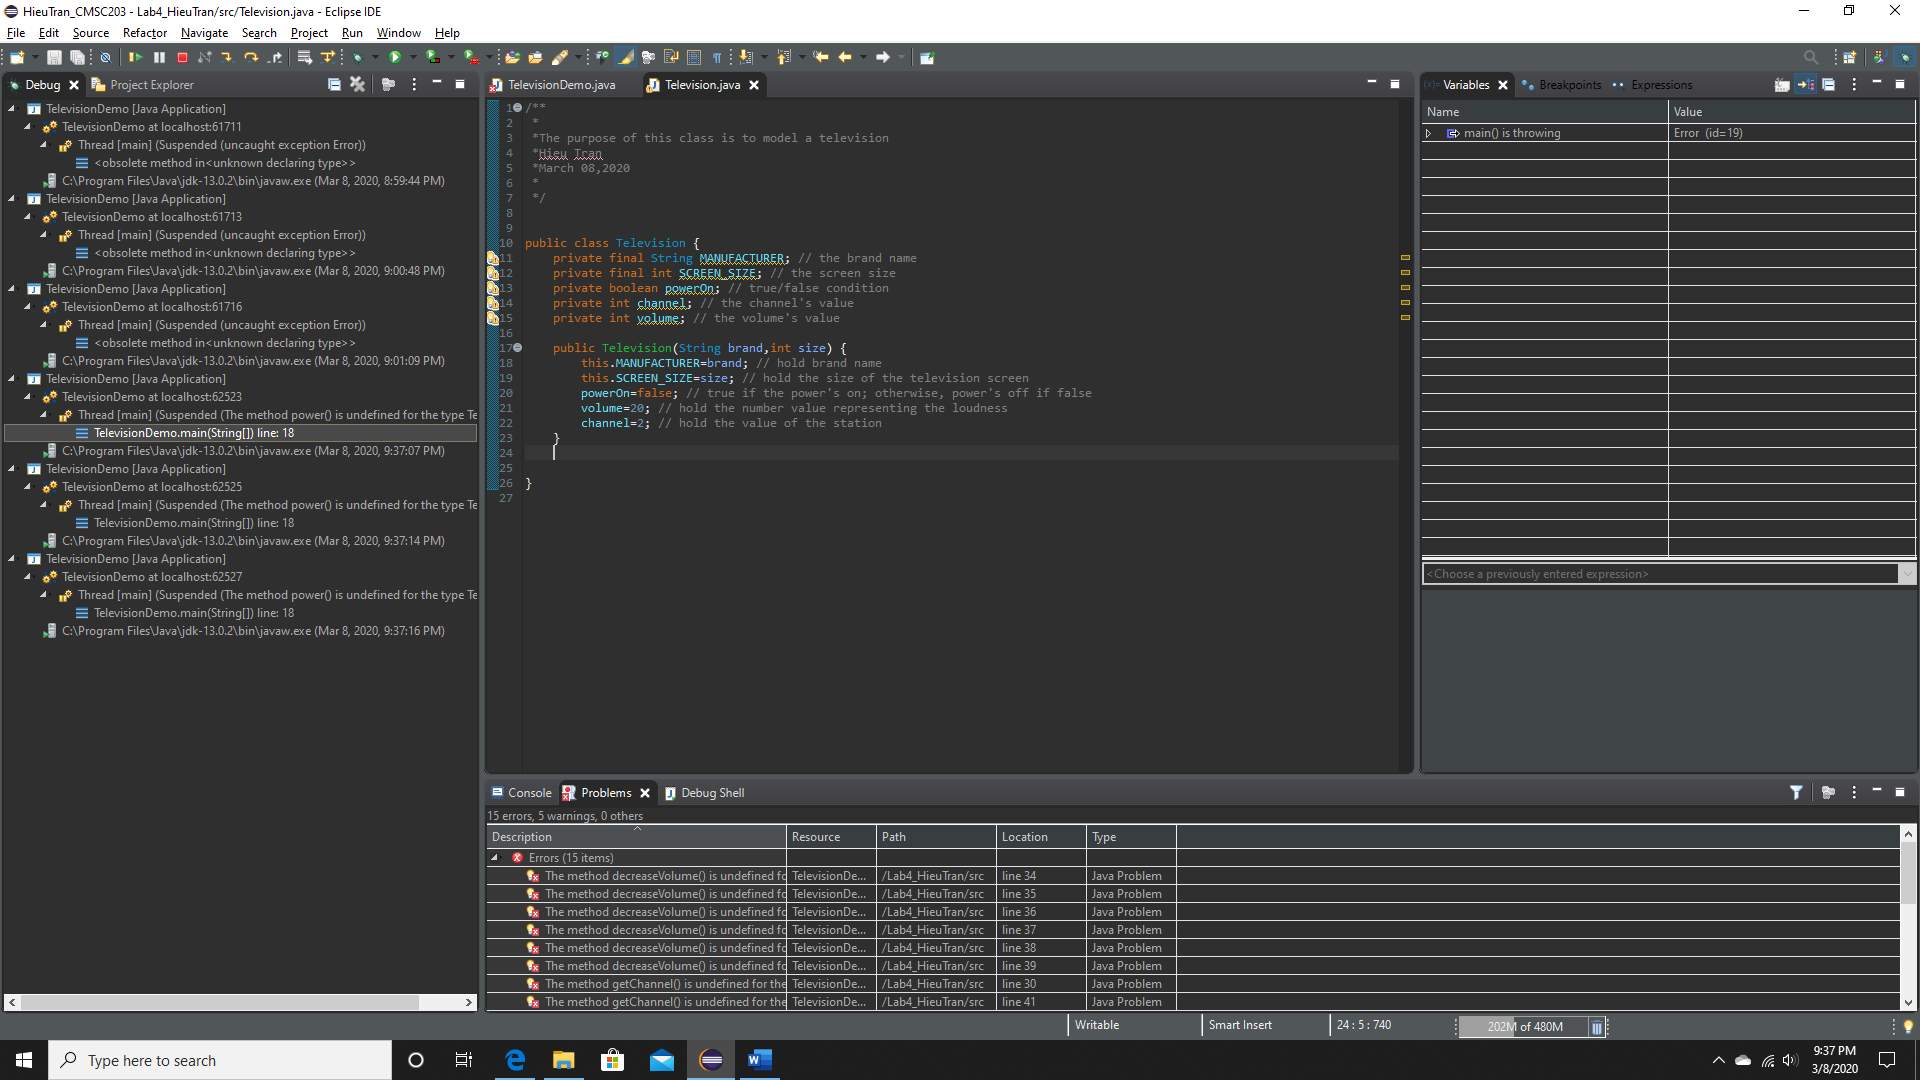 HieuTran_CMSC203 - Lab4_HieuTran/src/Television.java - Eclipse IDE
File Edit Source Refactor Navigate Search Project Run Window Help
Debug Project Explorer
TelevisionDemo [Java Application]
TelevisionDemo at localhost:61711
Thread [main] (Suspended (uncaught exception Error))
<obsolete method in<unknown declaring type>>
C:\Program Files\Java\jdk-13.0.2\bin\javaw.exe (Mar 8, 2020, 8:59:44 PM)
TelevisionDemo [Java Application]
TelevisionDemo at localhost:61713
Thread [main] (Suspended (uncaught exception Error))
<obsolete method in<unknown declaring type>>
C:\Program Files\Java\jdk-13.0.2\bin\javaw.exe (Mar 8, 2020, 9:00:48 PM)
TelevisionDemo [Java Application]
TelevisionDemo at localhost:61716
Thread [main] (Suspended (uncaught exception Error))
<obsolete method in<unknown declaring type>>
C:\Program Files\Java\jdk-13.0.2\bin\javaw.exe (Mar 8, 2020, 9:01:09 PM)
TelevisionDemo [Java Application]
TelevisionDemo at localhost:62523
Thread [main] (Suspended (The method power() is undefined for the type Te
TelevisionDemo.main(String[]) line: 18
C:\Program Files\Java\jdk-13.0.2\bin\javaw.exe (Mar 8, 2020, 9:37:07 PM)
TelevisionDemo [Java Application]
TelevisionDemo at localhost:62525
Thread [main] (Suspended (The method power() is undefined for the type Te
TelevisionDemo.main(String[]) line: 18
C:\Program Files\Java\jdk-13.0.2\bin\javaw.exe (Mar 8, 2020, 9:37:14 PM)
TelevisionDemo [Java Application]
TelevisionDemo at localhost:62527
Thread [main] (Suspended (The method power() is undefined for the type Te
TelevisionDemo.main(String[]) line: 18
C:\Program Files\Java\jdk-13.0.2\bin\javaw.exe (Mar 8, 2020, 9:37:16 PM)
TelevisionDemo.java Television.java
1 /**
2 *
3 *The purpose of this class is to model a television
4 *Hieu Tran
5 *March 08,2020
6 *
7 */
8
9
10 public class Television {
11 private final String MANUFACTURER; // the brand name
12 private final int SCREEN_SIZE; // the screen size
13 private boolean powerOn; // true/false condition
14 private int channel; // the channel's value
15 private int volume; // the volume's value
16
17 public Television(String brand,int size) {
18 this.MANUFACTURER=brand; // hold brand name
19 this.SCREEN_SIZE=size; // hold the size of the television screen
20 powerOn=false; // true if the power's on; otherwise, power's off if false
21 volume=20; // hold the number value representing the loudness
22 channel=2; // hold the value of the station
23 }
24
25
26 }
27
(x)= Variables Breakpoints Expressions
Name Value
main() is throwing Error (id=19)
<Choose a previously entered expression>
Console Problems Debug Shell
15 errors, 5 warnings, 0 others
Description Resource Path Location Type
Errors (15 items)
The method decreaseVolume() is undefined fo TelevisionDe... /Lab4_HieuTran/src line 34 Java Problem
The method decreaseVolume() is undefined fo TelevisionDe... /Lab4_HieuTran/src line 35 Java Problem
The method decreaseVolume() is undefined fo TelevisionDe... /Lab4_HieuTran/src line 36 Java Problem
The method decreaseVolume() is undefined fo TelevisionDe... /Lab4_HieuTran/src line 37 Java Problem
The method decreaseVolume() is undefined fo TelevisionDe... /Lab4_HieuTran/src line 38 Java Problem
The method decreaseVolume() is undefined fo TelevisionDe... /Lab4_HieuTran/src line 39 Java Problem
The method getChannel() is undefined for the TelevisionDe... /Lab4_HieuTran/src line 30 Java Problem
The method getChannel() is undefined for the TelevisionDe... /Lab4_HieuTran/src line 41 Java Problem
Writable Smart Insert 24 : 5 : 740 202M of 480M
Type here to search
9:37 PM
3/8/2020